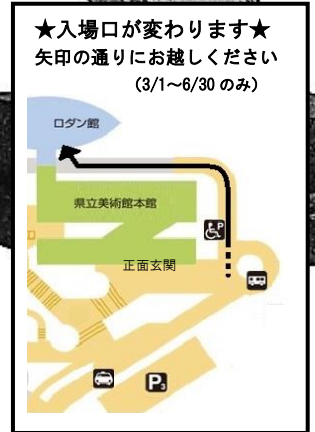 ★入場口が変わります★
矢印の通りにお越しください
（3/1～6/30 のみ）
ロダン館
県立美術館本館
P
正面玄関
P3